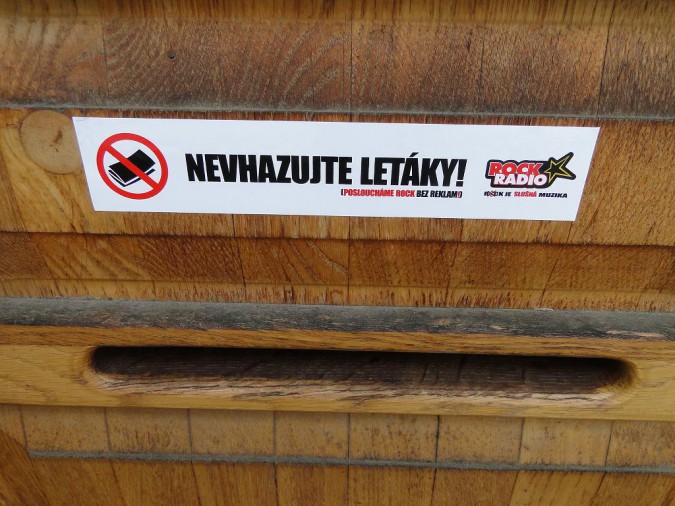 NEVHAZUJTE LETÁKY!
(POSLOUCHÁME ROCK BEZ REKLAM!)
ROCK
RADIO
ROCK JE SLUŠNÁ MUZIKA